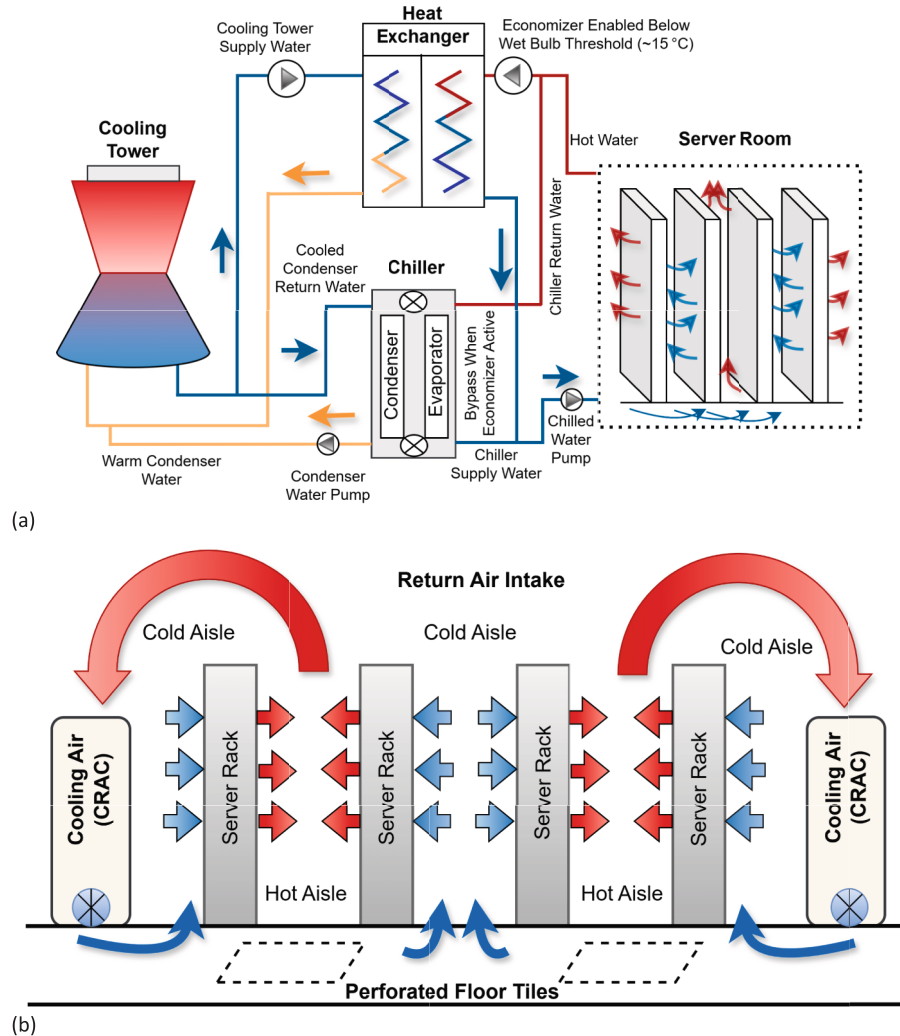 Heat
Exchanger
Cooling Tower
Supply Water
Economizer Enabled Below
Wet Bulb Threshold (~15 °C)
Cooling
Tower
Hot Water
Server Room
Chiller Return Water
Cooled
Condenser
Return Water
Chiller
Condenser
Evaporator
Bypass When
Economizer Active
Warm Condenser
Water
Condenser
Water Pump
Chiller
Supply Water
Chilled
Water
Pump
(a)
Return Air Intake
Cold Aisle
Cold Aisle
Cold Aisle
Cooling Air
(CRAC)
Server Rack
Server Rack
Server Rack
Server Rack
Cooling Air
(CRAC)
Hot Aisle
Hot Aisle
Perforated Floor Tiles
(b)